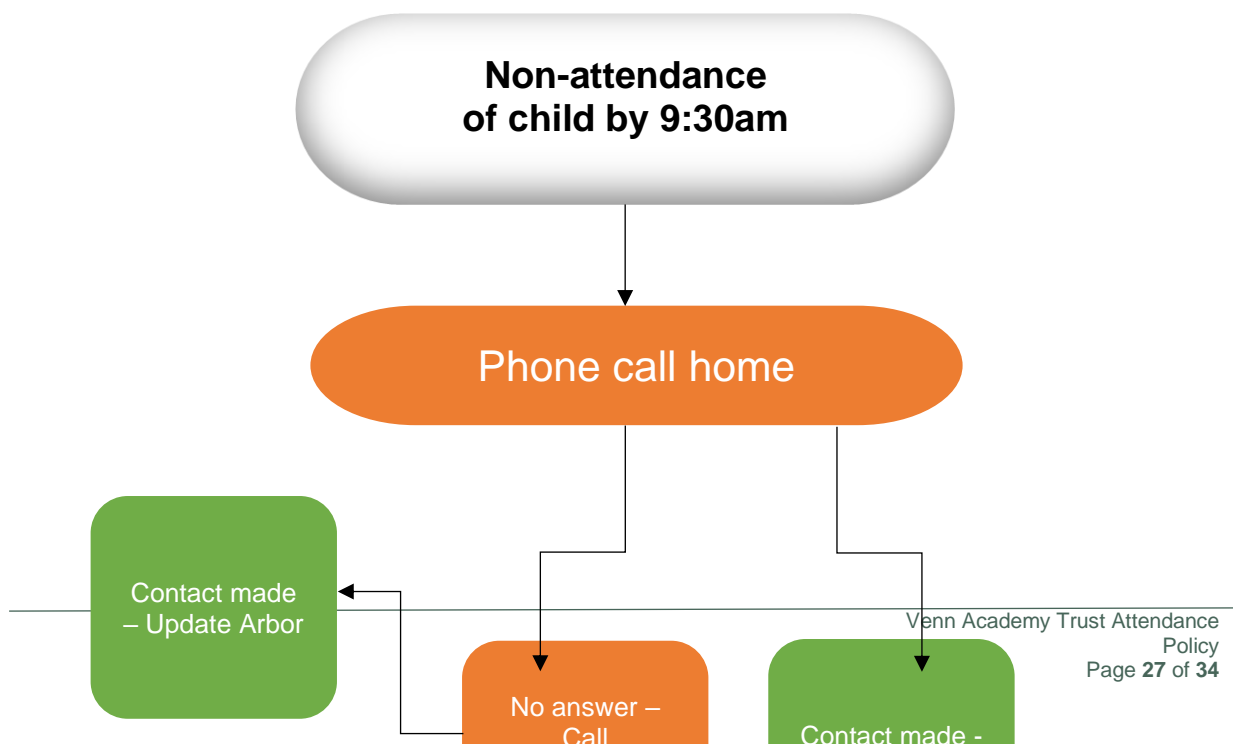 Non-attendance
of child by 9:30am
Phone call home
Contact made
– Update Arbor
Venn Academy Trust Attendance
Policy
Page 27 of 34
No answer –
Call
Contact made -